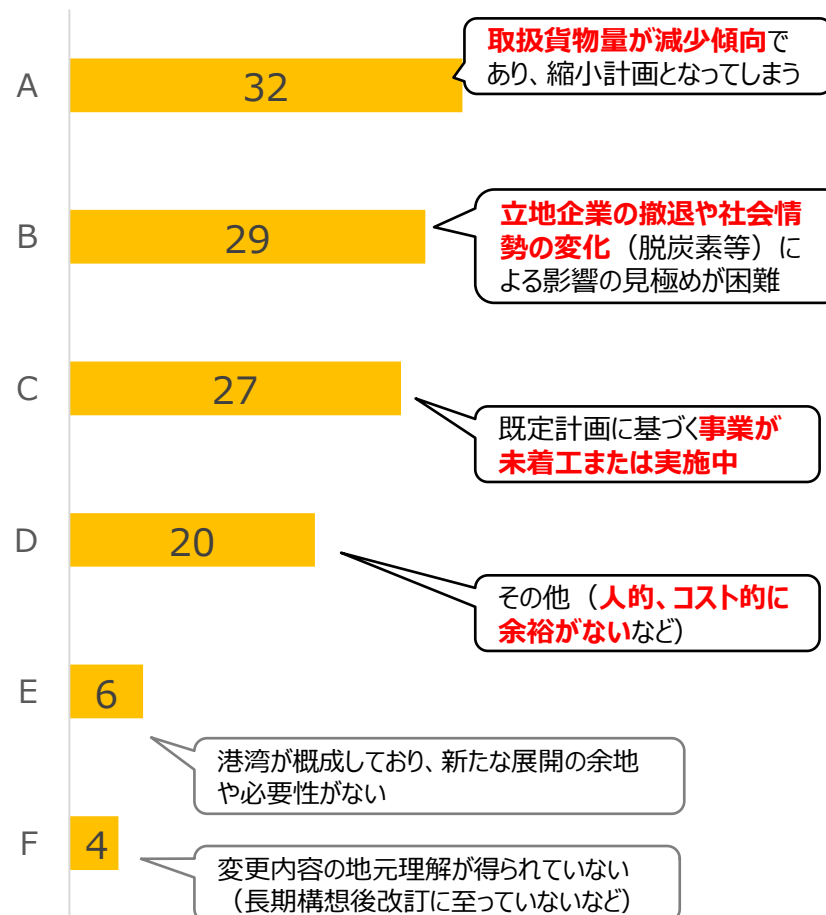 A
32
取扱貨物量が減少傾向で
あり、縮小計画となってしまう
B
29
立地企業の撤退や社会情
勢の変化（脱炭素等）に
よる影響の見極めが困難
C
27
既定計画に基づく事業が
未着工または実施中
D
20
その他（人的、コスト的に
余裕がないなど）
E
6
港湾が概成しており、新たな展開の余地
や必要性がない
F
4
変更内容の地元理解が得られていない
（長期構想後改訂に至っていないなど）